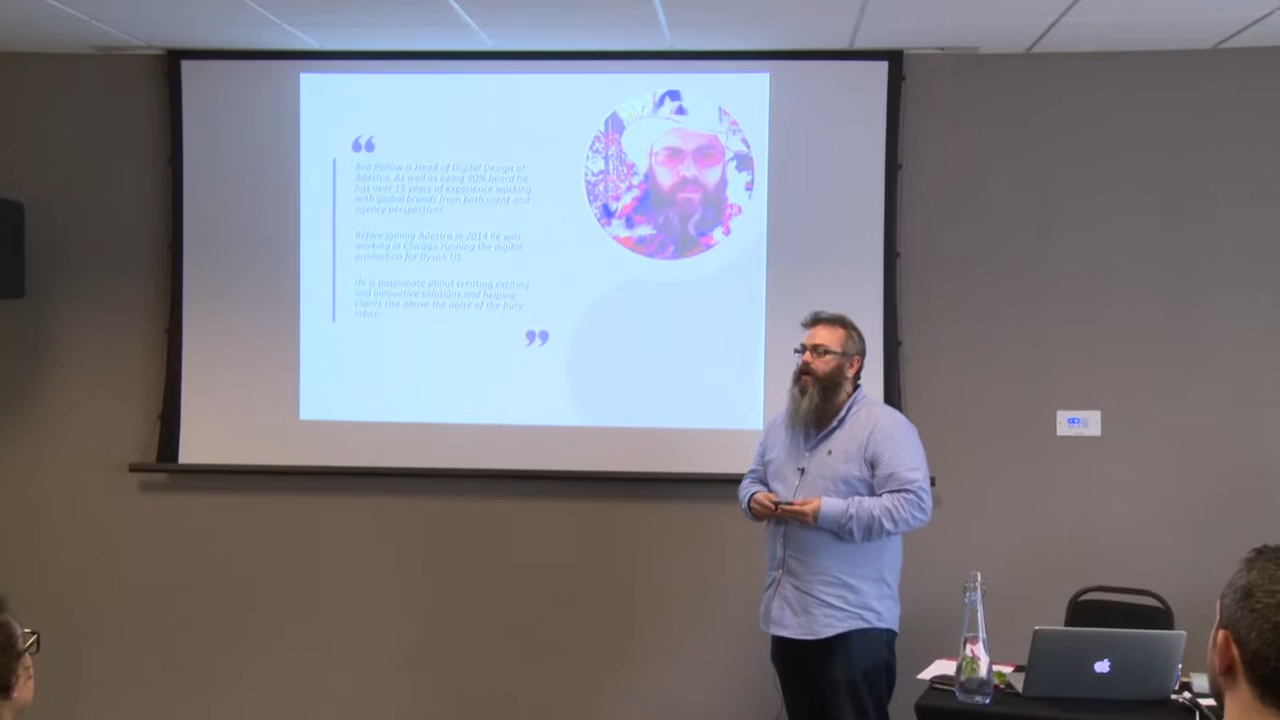 “
Rob Pellow is Head of Digital Design at
Adestra. As well as being 90% beard he
has over 15 years of experience working
with global brands from both client and
agency perspectives.
Before joining Adestra in 2014 he was
working in Chicago running the digital
production for Dyson US.
He is passionate about creating exciting
and innovative solutions and helping
clients rise above the noise of the busy
inbox.
”